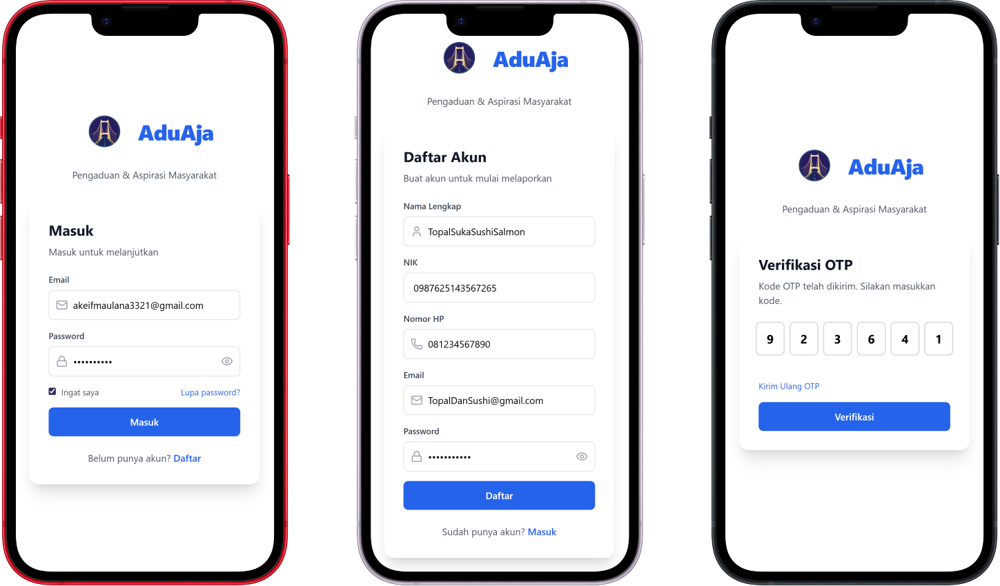 AduAja
Pengaduan & Aspirasi Masyarakat
Masuk
Masuk untuk melanjutkan
Email
akeifmaulana3321@gmail.com
Password
••••••••••
Ingat saya
Lupa password?
Masuk
Belum punya akun? Daftar
AduAja
Pengaduan & Aspirasi Masyarakat
Daftar Akun
Buat akun untuk mulai melaporkan
Nama Lengkap
TopalSukaSushiSalmon
NIK
0987625143567265
Nomor HP
081234567890
Email
TopalDanSushi@gmail.com
Password
•••••••••••
Daftar
Sudah punya akun? Masuk
AduAja
Pengaduan & Aspirasi Masyarakat
Verifikasi OTP
Kode OTP telah dikirim. Silakan masukkan
kode.
9 2 3 6 4 1
Kirim Ulang OTP
Verifikasi